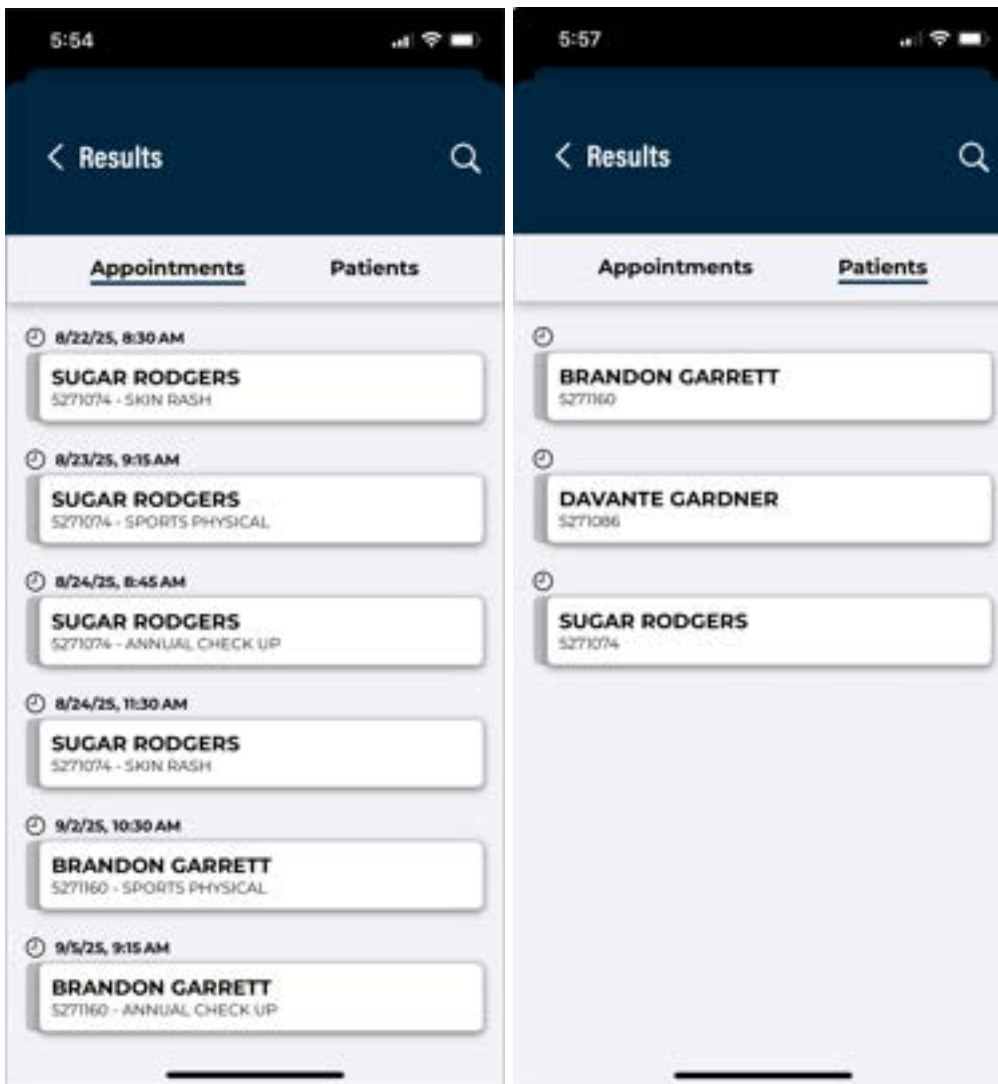 5:54
Results
Appointments Patients
8/22/25, 8:30 AM
SUGAR RODGERS
5271074 - SKIN RASH
8/23/25, 9:15 AM
SUGAR RODGERS
5271074 - SPORTS PHYSICAL
8/24/25, 8:45 AM
SUGAR RODGERS
5271074 - ANNUAL CHECK UP
8/24/25, 11:30 AM
SUGAR RODGERS
5271074 - SKIN RASH
9/2/25, 10:30 AM
BRANDON GARRETT
5271160 - SPORTS PHYSICAL
9/5/25, 9:15 AM
BRANDON GARRETT
5271160 - ANNUAL CHECK UP
5:57
Results
Appointments Patients
BRANDON GARRETT
5271160
DAVANTE GARDNER
5271086
SUGAR RODGERS
5271074